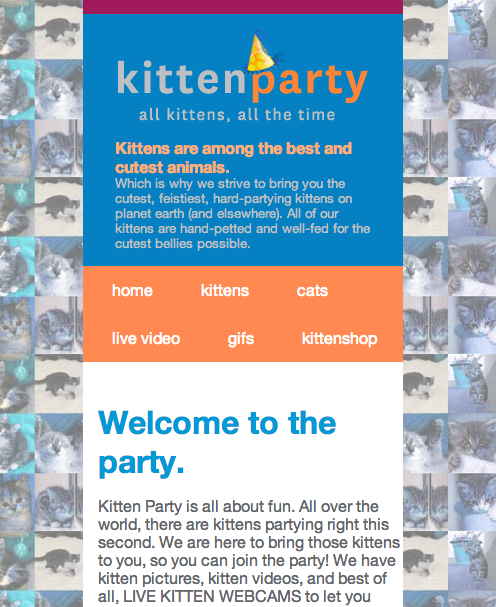 kittenparty
all kittens, all the time
Kittens are among the best and
cutest animals.
Which is why we strive to bring you the
cutest, feistiest, hard-partying kittens on
planet earth (and elsewhere). All of our
kittens are hand-petted and well-fed for the
cutest bellies possible.
home kittens cats
live video gifs kittenshop
Welcome to the
party.
Kitten Party is all about fun. All over the
world, there are kittens partying right this
second. We are here to bring those kittens
to you, so you can join the party! We have
kitten pictures, kitten videos, and best of
all, LIVE KITTEN WEBCAMS to let you